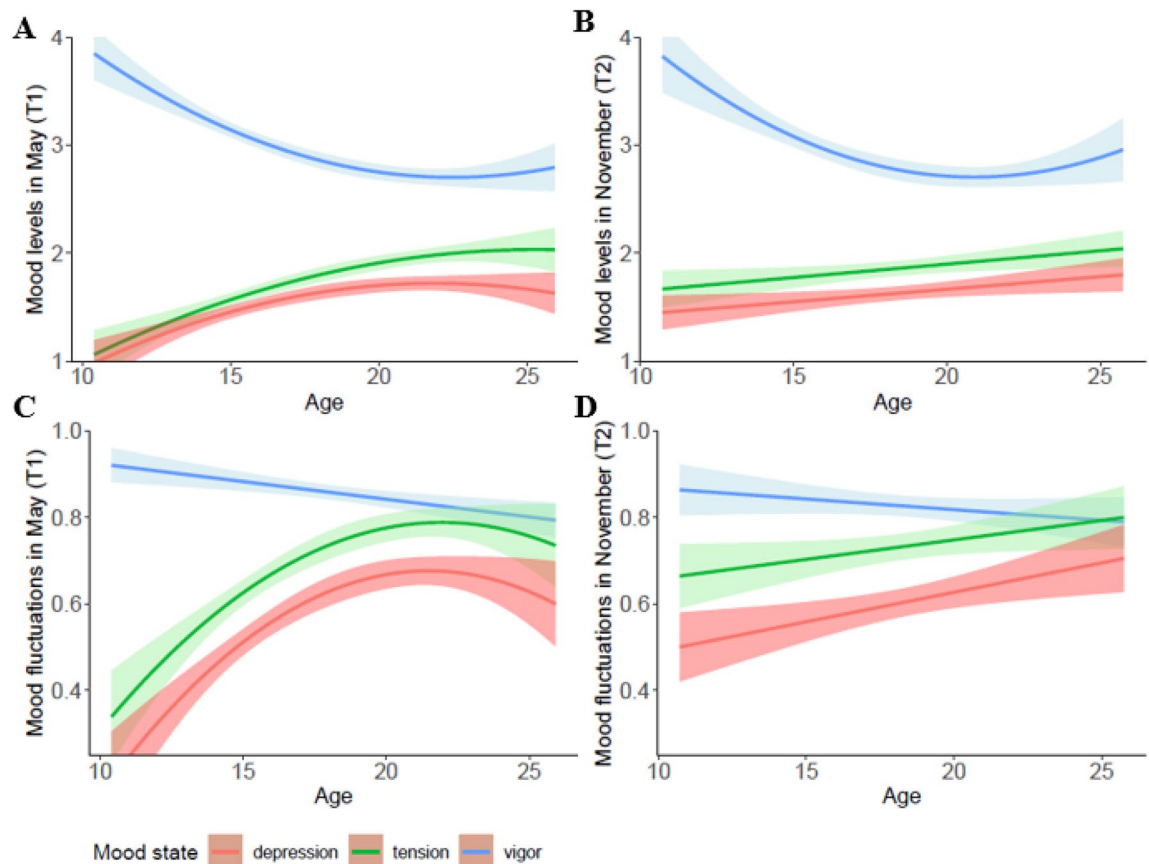 A
Mood levels in May (T1)
4
3
2
1
10 15 20 25
Age
B
Mood levels in November (T2)
4
3
2
1
10 15 20 25
Age
C
Mood fluctuations in May (T1)
1.0
0.8
0.6
0.4
10 15 20 25
Age
D
Mood fluctuations in November (T2)
1.0
0.8
0.6
0.4
10 15 20 25
Age
Mood state depression tension vigor